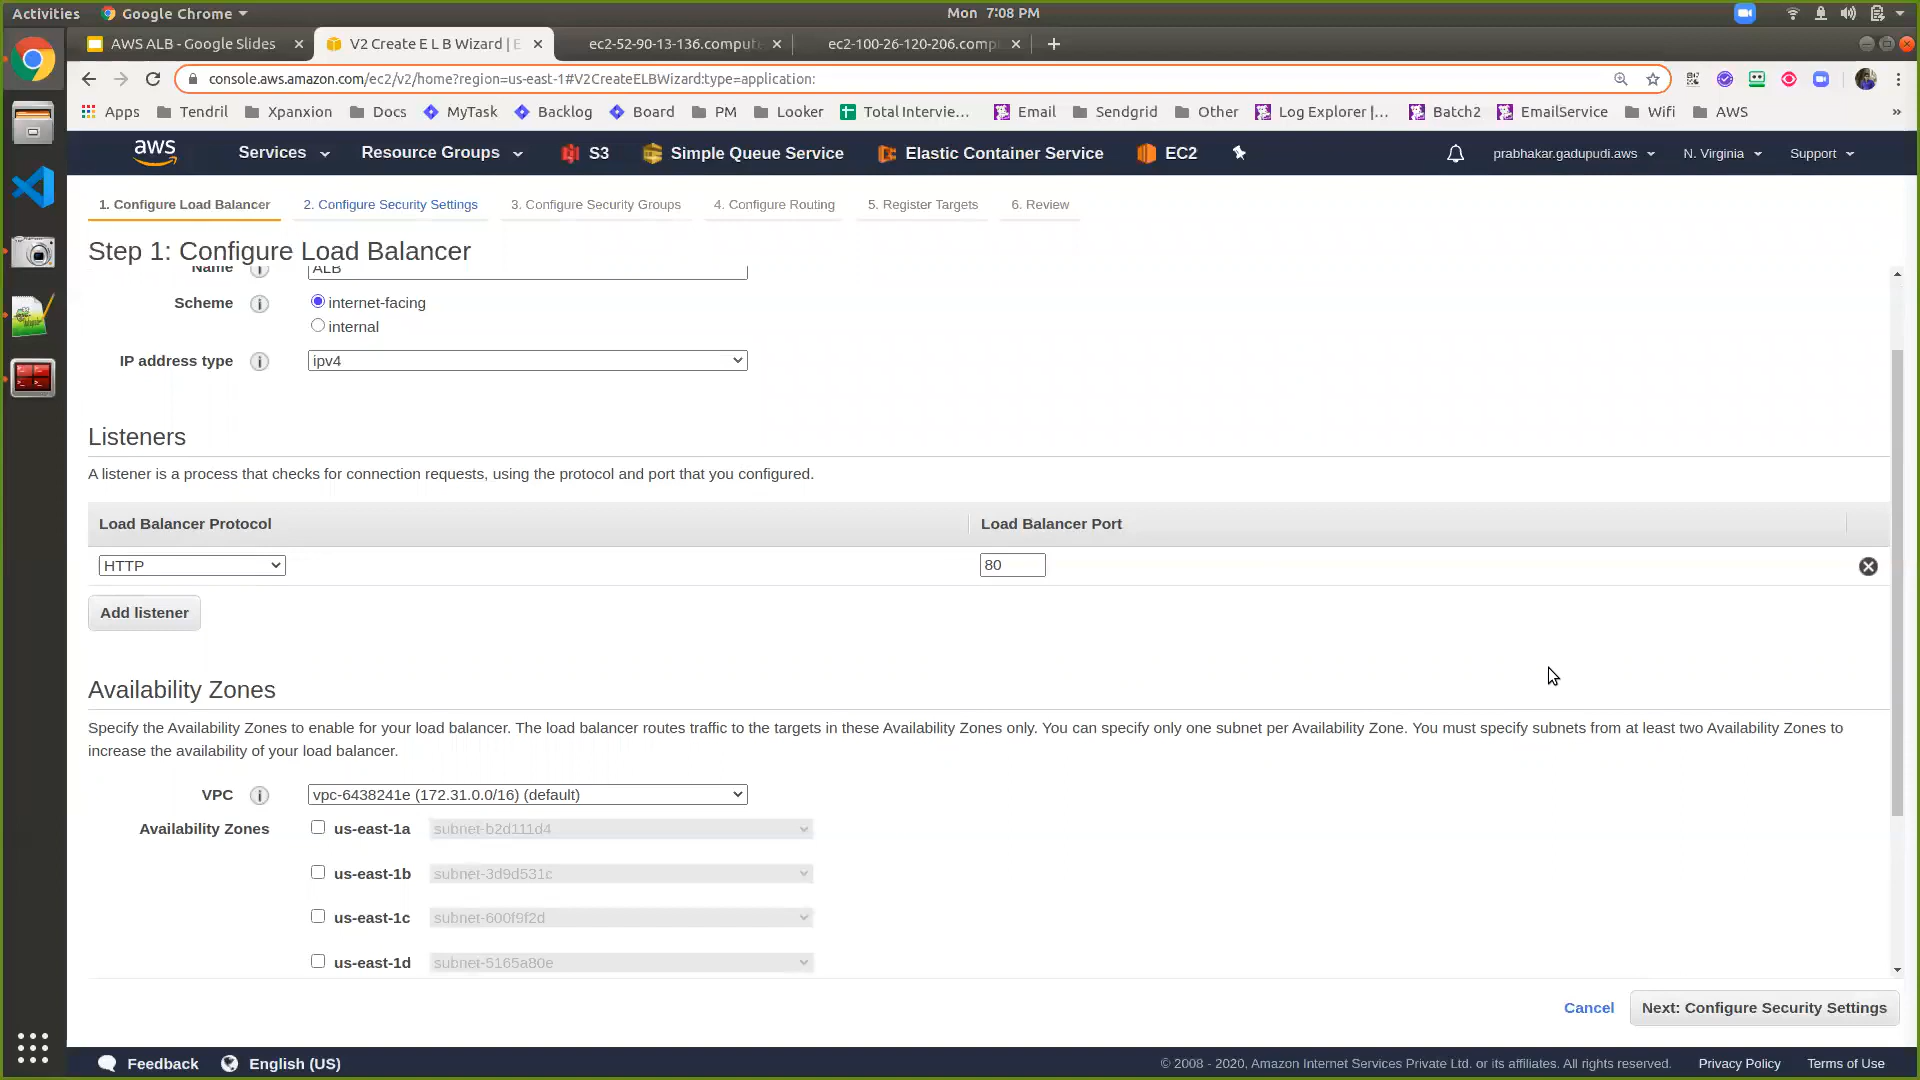 Activities Google Chrome Mon 7:08 PM
AWS ALB - Google Slides V2 Create E L B Wizard | E ec2-52-90-13-136.comput ec2-100-26-120-206.comp
console.aws.amazon.com/ec2/v2/home?region=us-east-1#V2CreateELBWizard:type=application:
Apps Tendril Xpanxion Docs MyTask Backlog Board PM Looker Total Intervie... Email Sendgrid Other Log Explorer |... Batch2 EmailService Wifi AWS »
aws Services Resource Groups S3 Simple Queue Service Elastic Container Service EC2 prabhakar.gadupudi.aws N. Virginia Support
1. Configure Load Balancer 2. Configure Security Settings 3. Configure Security Groups 4. Configure Routing 5. Register Targets 6. Review
Step 1: Configure Load Balancer
Name i ALB
Scheme i internet-facing
internal
IP address type i ipv4
Listeners
A listener is a process that checks for connection requests, using the protocol and port that you configured.
Load Balancer Protocol Load Balancer Port
HTTP 80
Add listener
Availability Zones
Specify the Availability Zones to enable for your load balancer. The load balancer routes traffic to the targets in these Availability Zones only. You can specify only one subnet per Availability Zone. You must specify subnets from at least two Availability Zones to
increase the availability of your load balancer.
VPC i vpc-6438241e (172.31.0.0/16) (default)
Availability Zones us-east-1a subnet-b2d111d4
us-east-1b subnet-3d9d531c
us-east-1c subnet-600f9f2d
us-east-1d subnet-5165a80e
Cancel Next: Configure Security Settings
Feedback English (US) © 2008 - 2020, Amazon Internet Services Private Ltd. or its affiliates. All rights reserved. Privacy Policy Terms of Use